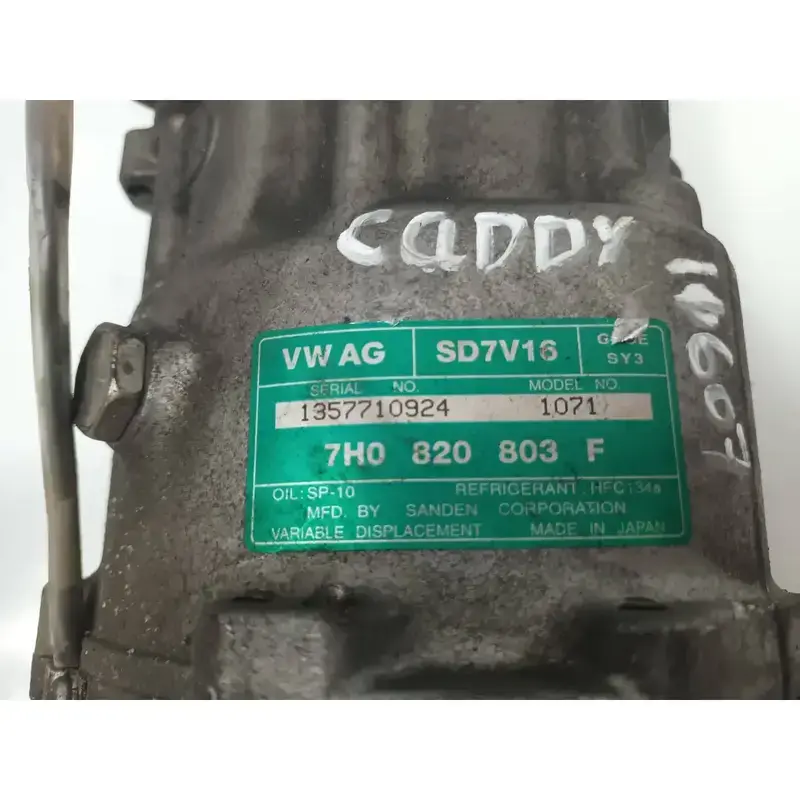 CADDY
VW AG SD7V16 GRADE SY3
SERIAL NO. MODEL NO.
1357710924 1071
7H0 820 803 F
OIL: SP-10 REFRIGERANT: HFC134a
MFD. BY SANDEN CORPORATION
VARIABLE DISPLACEMENT MADE IN JAPAN